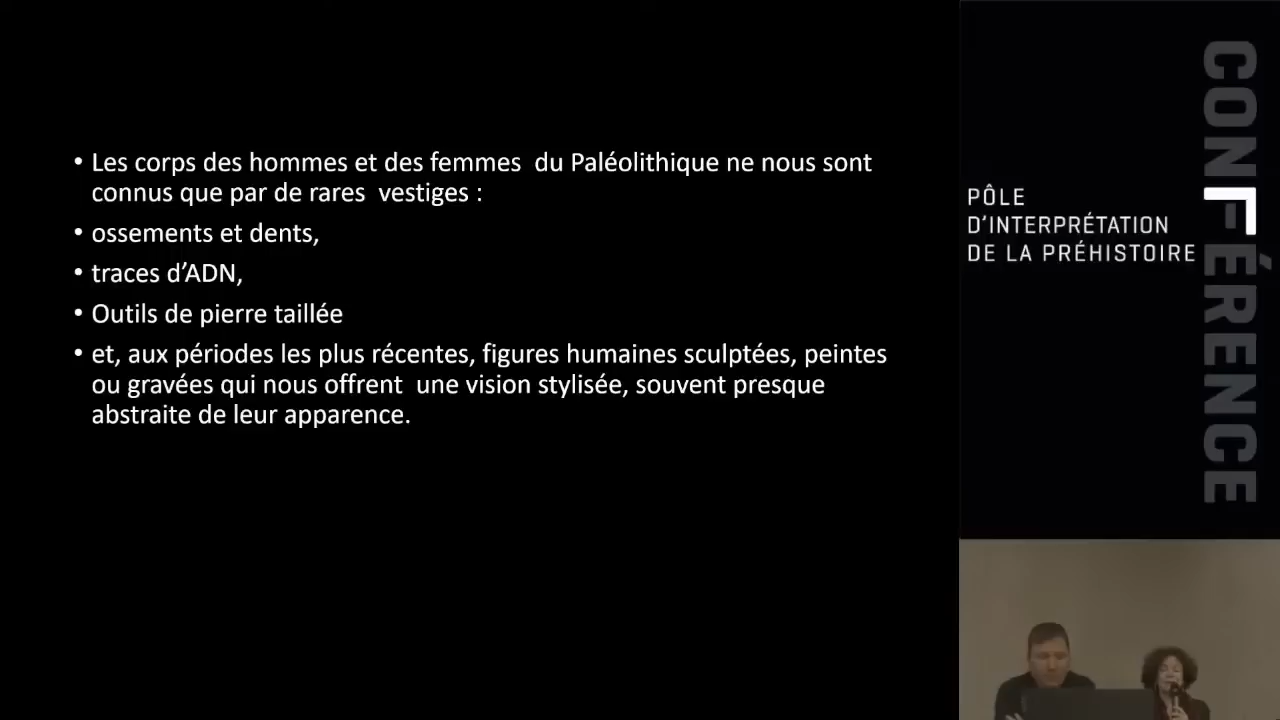 • Les corps des hommes et des femmes  du Paléolithique ne nous sont
connus que par de rares  vestiges :
• ossements et dents,
• traces d’ADN,
• Outils de pierre taillée
• et, aux périodes les plus récentes, figures humaines sculptées, peintes
ou gravées qui nous offrent  une vision stylisée, souvent presque
abstraite de leur apparence.
PÔLE
D’INTERPRÉTATION
DE LA PRÉHISTOIRE
CONFÉRENCE